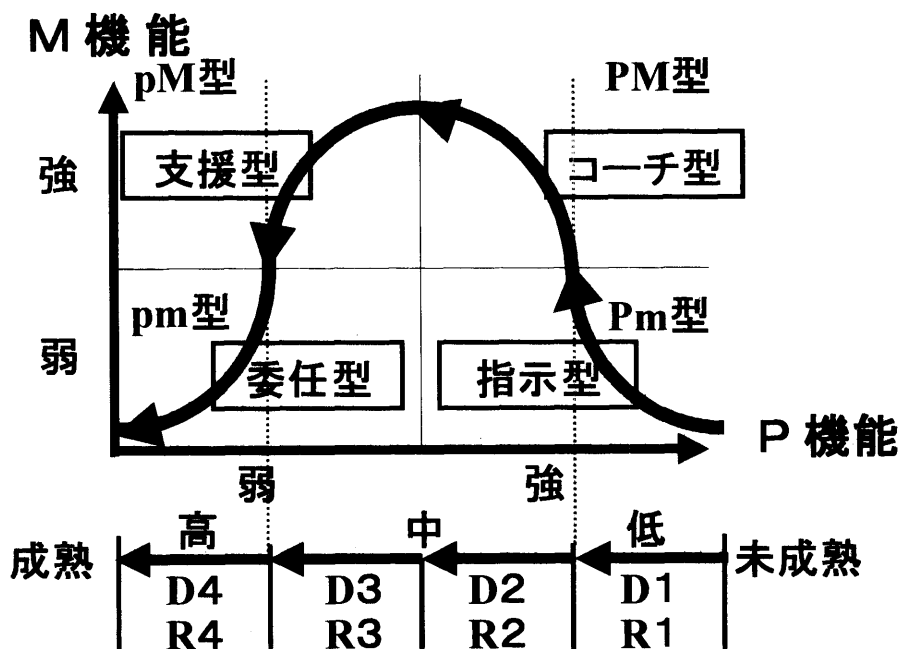 M 機能
pM型 PM型
強 支援型 コーチ型
pm型 Pm型
弱 委任型 指示型
P 機能
弱 強
高 中 低
成熟 未成熟
D4 D3 D2 D1
R4 R3 R2 R1